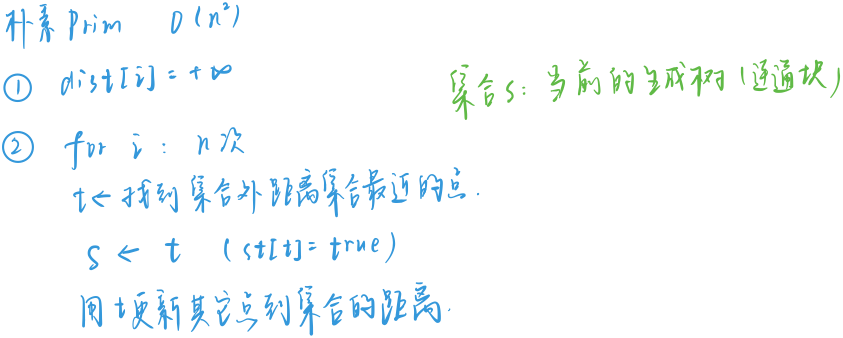 朴素Prim O(n²)
① dist[i]=+∞
集合S: 当前的生成树(连通块)
② for i: n次
t← 找到集合外距离集合最近的点.
S ← t (st[t]=true)
用t更新其它点到集合的距离.